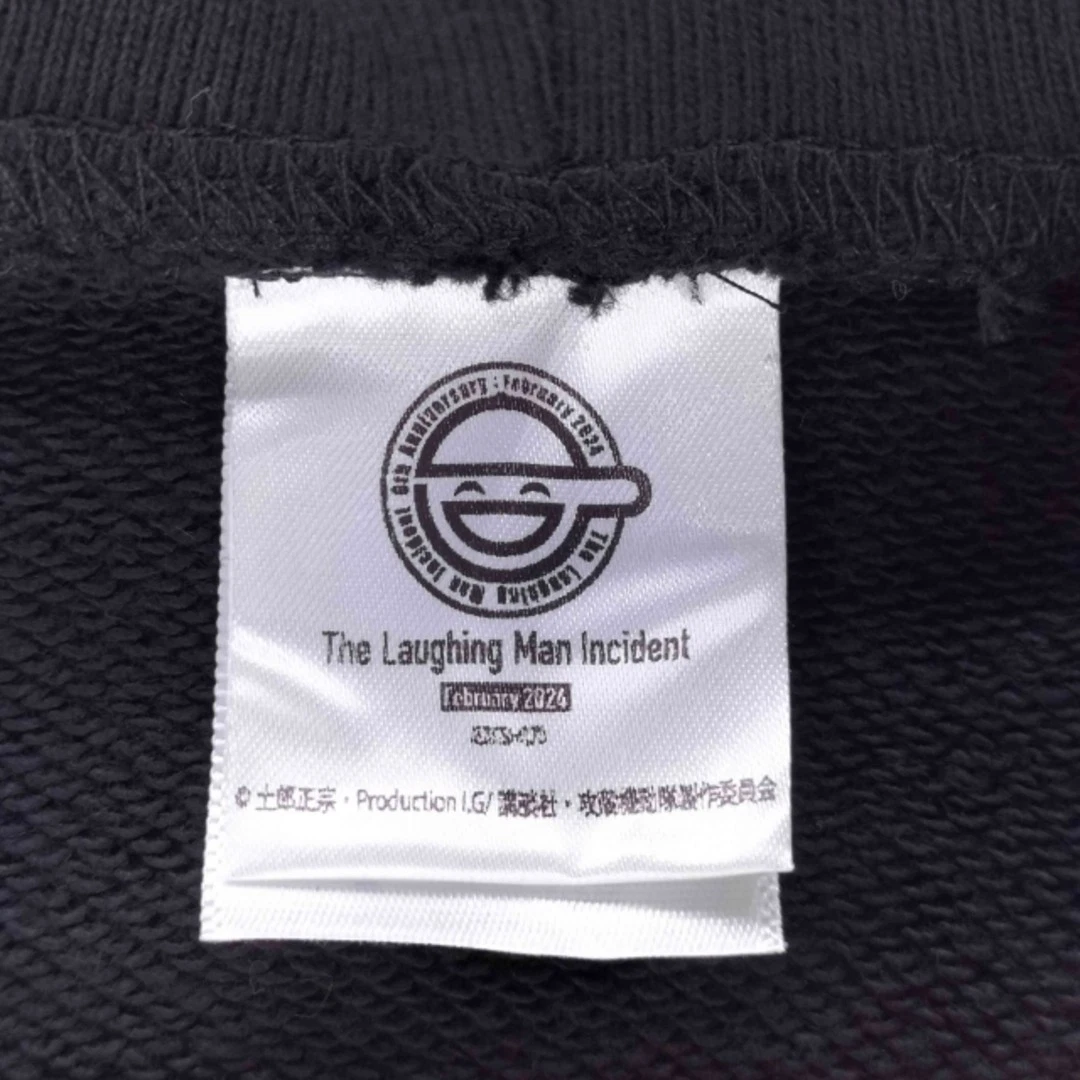 The Laughing Man Incident 0th Anniversary : February 2024
The Laughing Man Incident
February 2024
© 士郎正宗・Production I.G/ 講談社・攻殻機動隊製作委員会